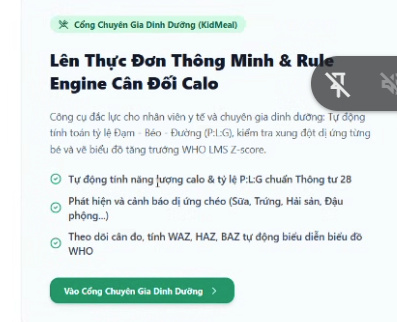 Cổng Chuyên Gia Dinh Dưỡng (KidMeal)
Lên Thực Đơn Thông Minh & Rule
Engine Cân Đối Calo
Công cụ đắc lực cho nhân viên y tế và chuyên gia dinh dưỡng: Tự động
tính toán tỷ lệ Đạm - Béo - Đường (P:L:G), kiểm tra xung đột dị ứng từng
bé và vẽ biểu đồ tăng trưởng WHO LMS Z-score.
Tự động tính năng lượng calo & tỷ lệ P:L:G chuẩn Thông tư 28
Phát hiện và cảnh báo dị ứng chéo (Sữa, Trứng, Hải sản, Đậu
phộng...)
Theo dõi cân đo, tính WAZ, HAZ, BAZ tự động biểu diễn biểu đồ
WHO
Vào Cổng Chuyên Gia Dinh Dưỡng